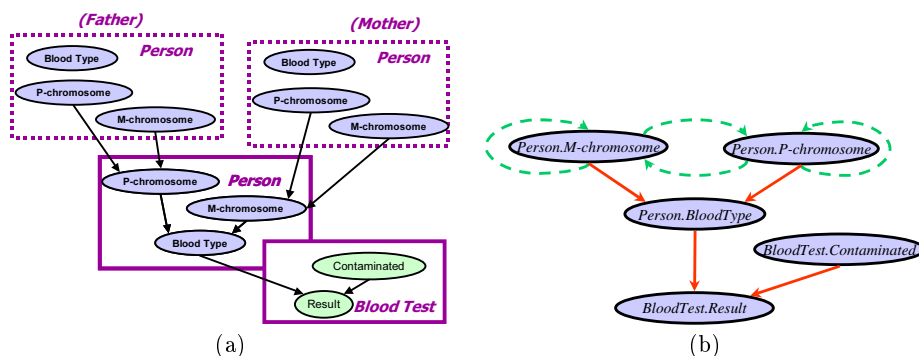 (Father)
(Mother)
Blood Type
Person
P-chromosome
M-chromosome
Blood Type
Person
P-chromosome
M-chromosome
P-chromosome
Person
M-chromosome
Blood Type
Contaminated
Result
Blood Test
(a)
Person.M-chromosome
Person.P-chromosome
Person.BloodType
BloodTest.Contaminated
BloodTest.Result
(b)